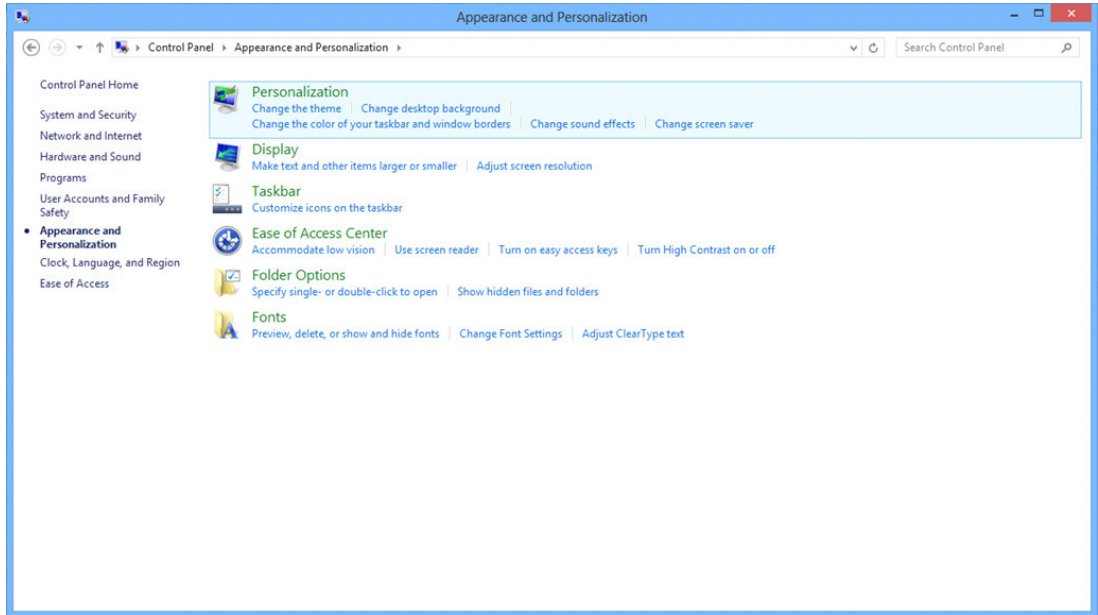 Appearance and Personalization
Control Panel Appearance and Personalization
Search Control Panel
Control Panel Home
System and Security
Network and Internet
Hardware and Sound
Programs
User Accounts and Family
Safety
Appearance and
Personalization
Clock, Language, and Region
Ease of Access
Personalization
Change the theme Change desktop background
Change the color of your taskbar and window borders Change sound effects Change screen saver
Display
Make text and other items larger or smaller Adjust screen resolution
Taskbar
Customize icons on the taskbar
Ease of Access Center
Accommodate low vision Use screen reader Turn on easy access keys Turn High Contrast on or off
Folder Options
Specify single- or double-click to open Show hidden files and folders
Fonts
Preview, delete, or show and hide fonts Change Font Settings Adjust ClearType text